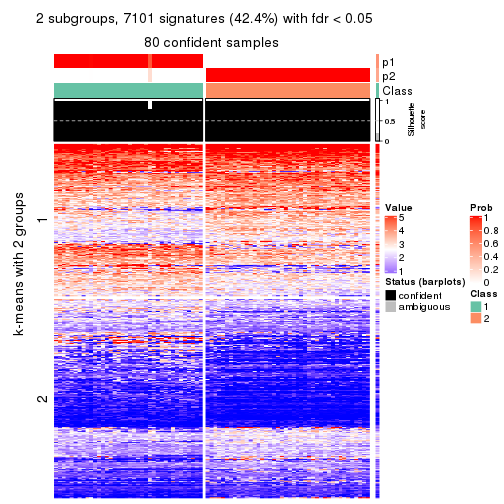 2 subgroups, 7101 signatures (42.4%) with fdr < 0.05
80 confident samples
p1
p2
Class
1
0.5
0
Silhouette
score
k-means with 2 groups
1
2
Value
5
4
3
2
1
Status (barplots)
confident
ambiguous
Prob
1
0.8
0.6
0.4
0.2
0
Class
1
2